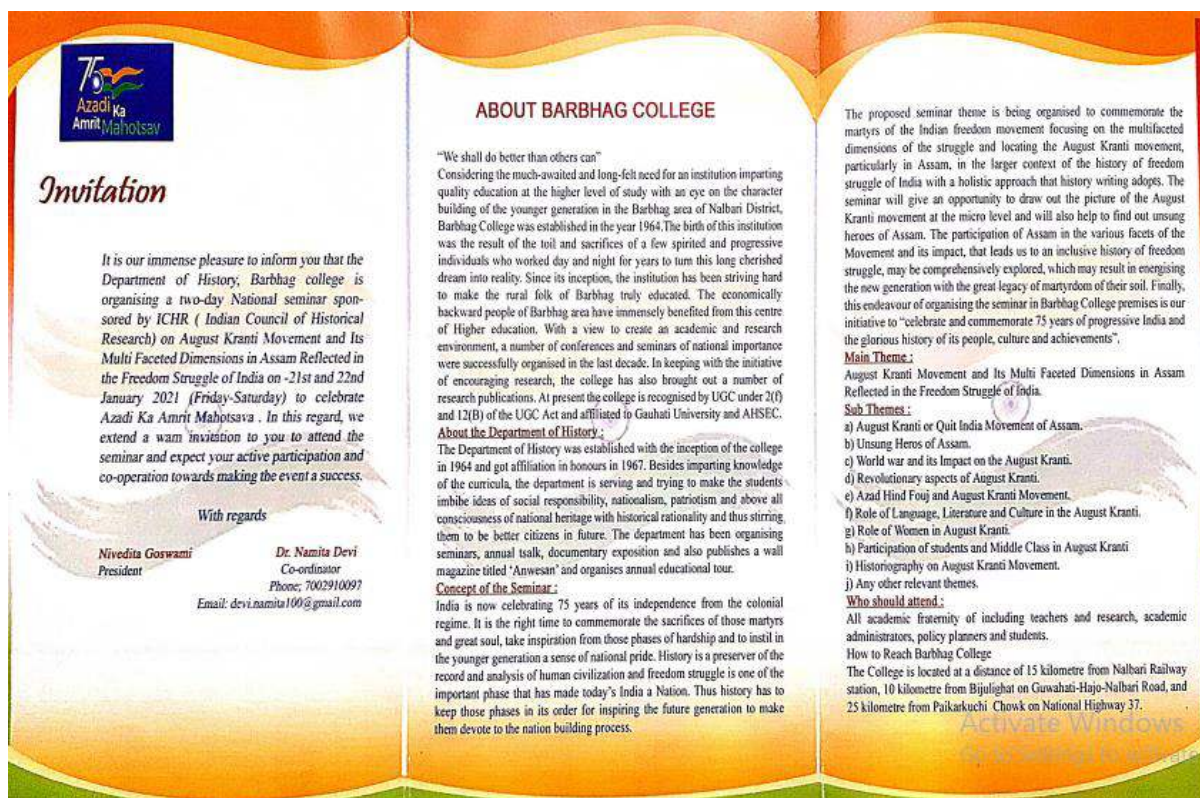 75
Azadi Ka
Amrit Mahotsav
Invitation
It is our immense pleasure to inform you that the
Department of History, Barbhag college is
organising a two-day National seminar spon-
sored by ICHR ( Indian Council of Historical
Research) on August Kranti Movement and Its
Multi Faceted Dimensions in Assam Reflected in
the Freedom Struggle of India on -21st and 22nd
January 2021 (Friday-Saturday) to celebrate
Azadi Ka Amrit Mahotsava . In this regard, we
extend a wam invitation to you to attend the
seminar and expect your active participation and
co-operation towards making the event a success.
With regards
Nivedita Goswami
President
Dr. Namita Devi
Co-ordinator
Phone; 7002910097
Email: devi.namita100@gmail.com
ABOUT BARBHAG COLLEGE
"We shall do better than others can"
Considering the much-awaited and long-felt need for an institution imparting
quality education at the higher level of study with an eye on the character
building of the younger generation in the Barbhag area of Nalbari District,
Barbhag College was established in the year 1964.The birth of this institution
was the result of the toil and sacrifices of a few spirited and progressive
individuals who worked day and night for years to turn this long cherished
dream into reality. Since its inception, the institution has been striving hard
to make the rural folk of Barbhag truly educated. The economically
backward people of Barbhag area have immensely benefited from this centre
of Higher education. With a view to create an academic and research
environment, a number of conferences and seminars of national importance
were successfully organised in the last decade. In keeping with the initiative
of encouraging research, the college has also brought out a number of
research publications. At present the college is recognised by UGC under 2(f)
and 12(B) of the UGC Act and affiliated to Gauhati University and AHSEC.
About the Department of History :
The Department of History was established with the inception of the college
in 1964 and got affiliation in honours in 1967. Besides imparting knowledge
of the curricula, the department is serving and trying to make the students
imbibe ideas of social responsibility, nationalism, patriotism and above all
consciousness of national heritage with historical rationality and thus stirring
them to be better citizens in future. The department has been organising
seminars, annual tsalk, documentary exposition and also publishes a wall
magazine titled 'Anwesan' and organises annual educational tour.
Concept of the Seminar :
India is now celebrating 75 years of its independence from the colonial
regime. It is the right time to commemorate the sacrifices of those martyrs
and great soul, take inspiration from those phases of hardship and to instil in
the younger generation a sense of national pride. History is a preserver of the
record and analysis of human civilization and freedom struggle is one of the
important phase that has made today's India a Nation. Thus history has to
keep those phases in its order for inspiring the future generation to make
them devote to the nation building process.
The proposed seminar theme is being organised to commemorate the
martyrs of the Indian freedom movement focusing on the multifaceted
dimensions of the struggle and locating the August Kranti movement,
particularly in Assam, in the larger context of the history of freedom
struggle of India with a holistic approach that history writing adopts. The
seminar will give an opportunity to draw out the picture of the August
Kranti movement at the micro level and will also help to find out unsung
heroes of Assam. The participation of Assam in the various facets of the
Movement and its impact, that leads us to an inclusive history of freedom
struggle, may be comprehensively explored, which may result in energising
the new generation with the great legacy of martyrdom of their soil. Finally,
this endeavour of organising the seminar in Barbhag College premises is our
initiative to "celebrate and commemorate 75 years of progressive India and
the glorious history of its people, culture and achievements".
Main Theme :
August Kranti Movement and Its Multi Faceted Dimensions in Assam
Reflected in the Freedom Struggle of India.
Sub Themes :
a) August Kranti or Quit India Movement of Assam.
b) Unsung Heros of Assam.
c) World war and its Impact on the August Kranti.
d) Revolutionary aspects of August Kranti.
e) Azad Hind Fouj and August Kranti Movement.
f) Role of Language, Literature and Culture in the August Kranti.
g) Role of Women in August Kranti.
h) Participation of students and Middle Class in August Kranti
i) Historiography on August Kranti Movement.
j) Any other relevant themes.
Who should attend :
All academic fraternity of including teachers and research, academic
administrators, policy planners and students.
How to Reach Barbhag College
The College is located at a distance of 15 kilometre from Nalbari Railway
station, 10 kilometre from Bijulighat on Guwahati-Hajo-Nalbari Road, and
25 kilometre from Paikarkuchi Chowk on National Highway 37.
Activate Windows